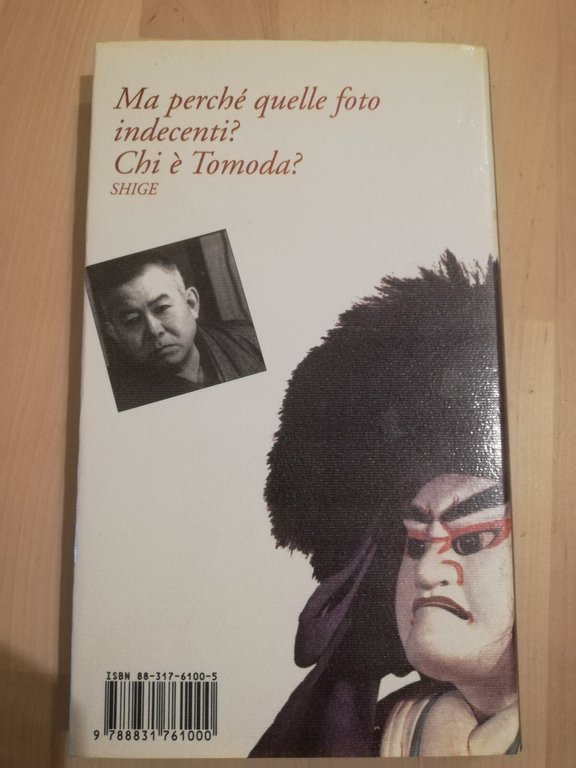 Ma perché quelle foto
indecenti?
Chi è Tomoda?
SHIGE
ISBN 88-317-6100-5
9 788831 761000